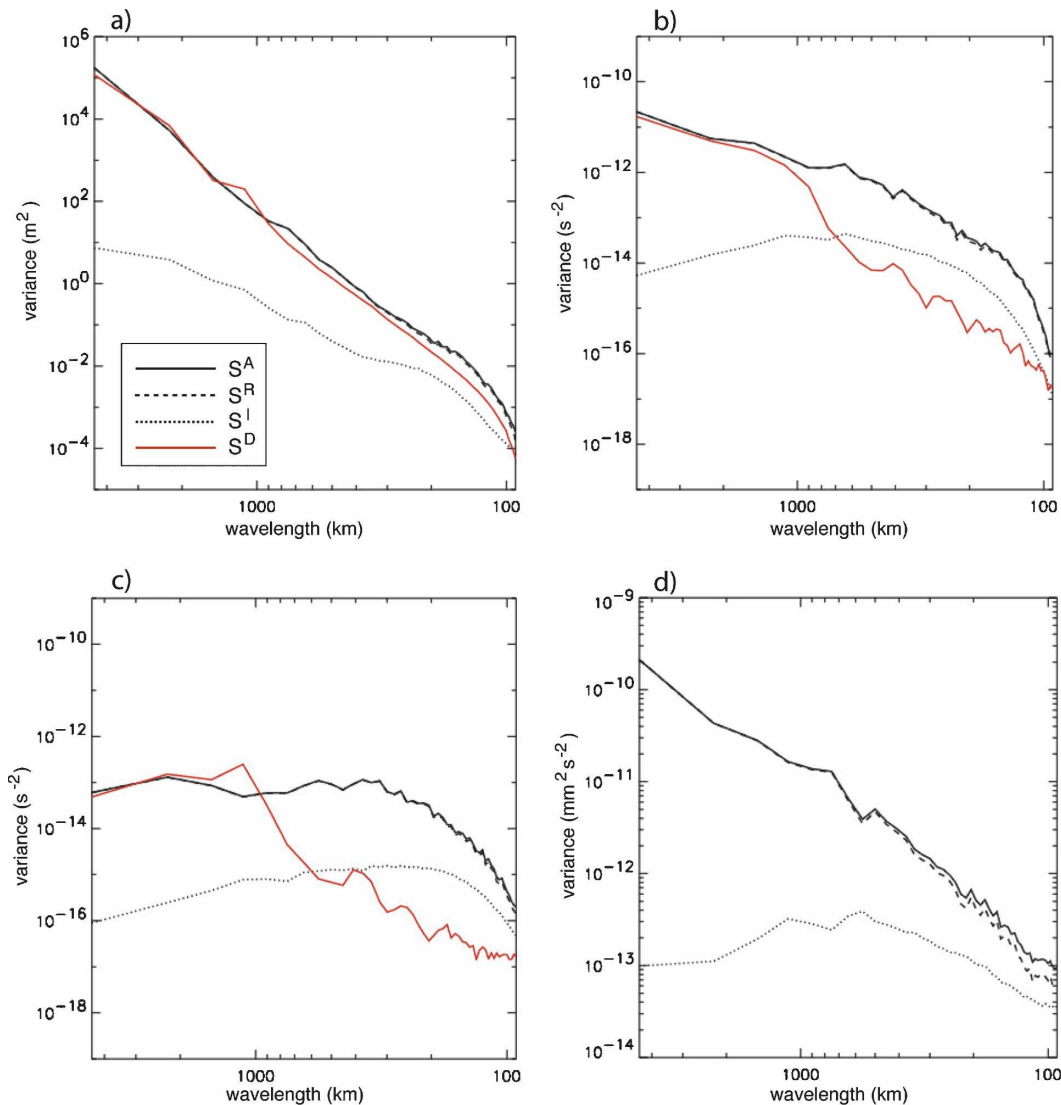 a)
10^6
10^4
10^2
10^0
10^-2
10^-4
variance (m^2)
S^A
S^R
S^I
S^D
1000
100
wavelength (km)
b)
10^-10
10^-12
10^-14
10^-16
10^-18
variance (s^-2)
1000
100
wavelength (km)
c)
10^-10
10^-12
10^-14
10^-16
10^-18
variance (s^-2)
1000
100
wavelength (km)
d)
10^-9
10^-10
10^-11
10^-12
10^-13
10^-14
variance (mm^2 s^-2)
1000
100
wavelength (km)